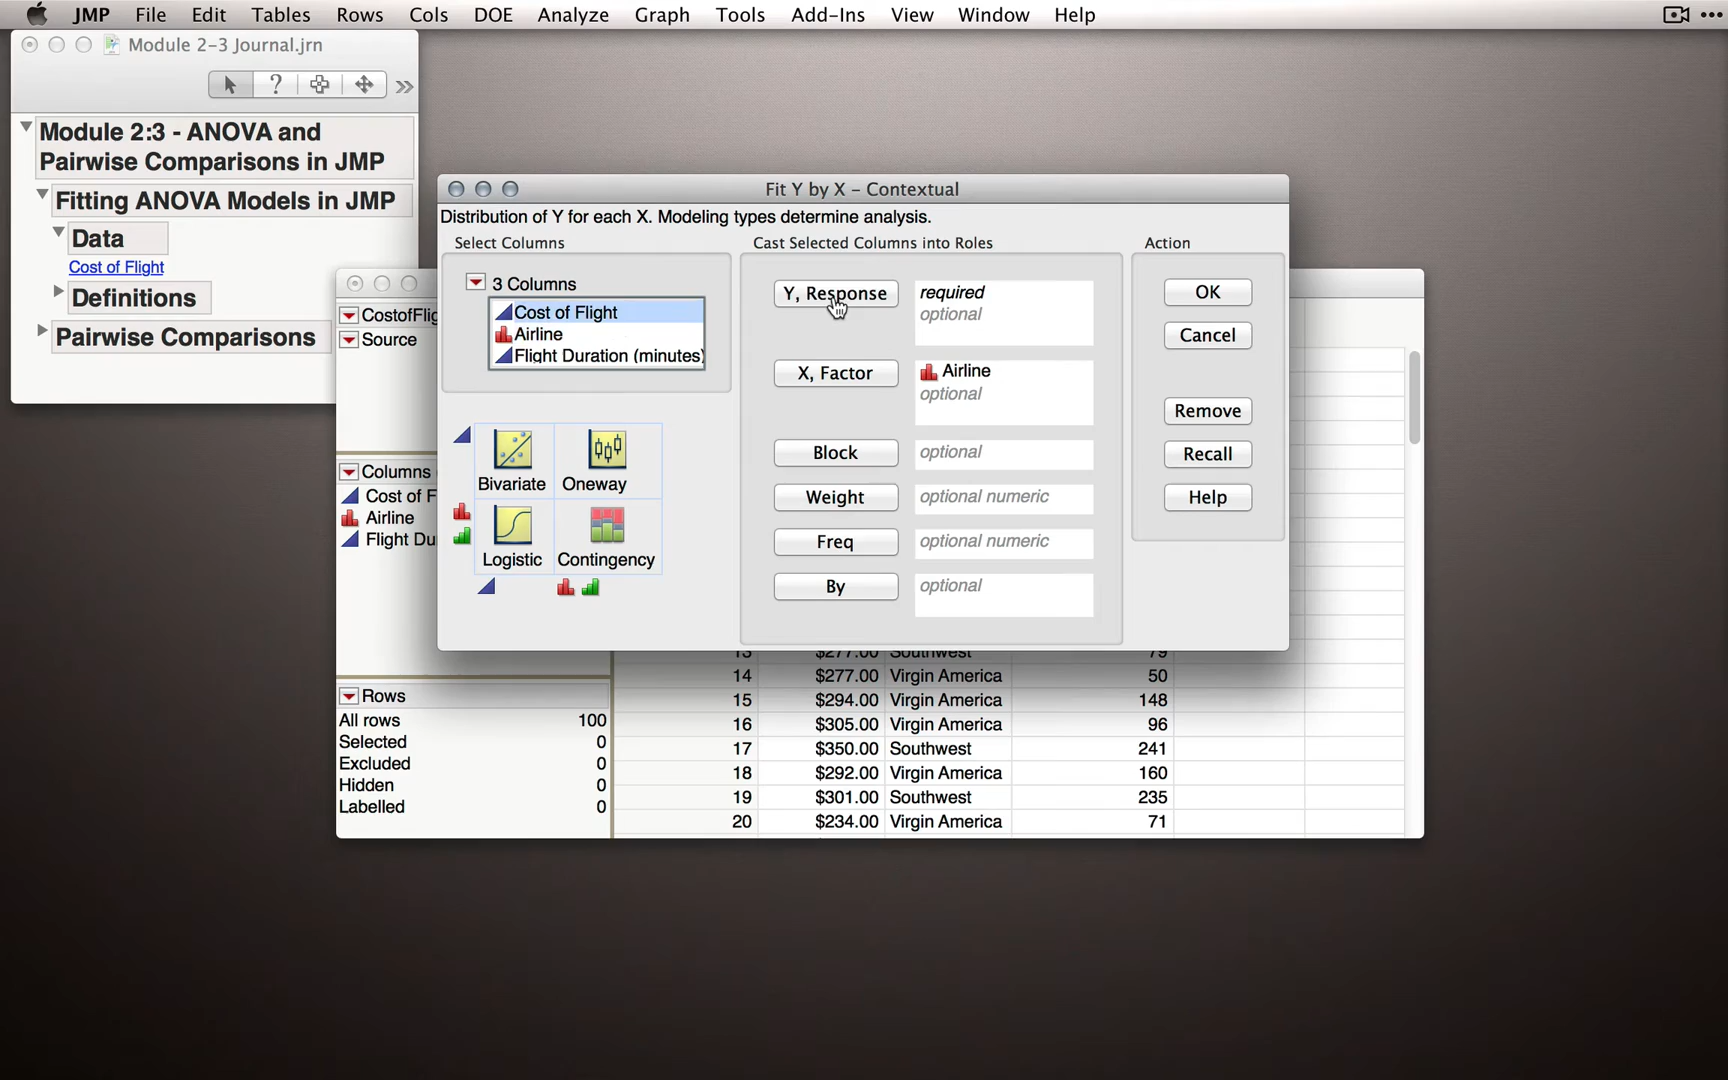 JMP File Edit Tables Rows Cols DOE Analyze Graph Tools Add-Ins View Window Help
Module 2-3 Journal.jrn
?
Module 2:3 - ANOVA and
Pairwise Comparisons in JMP
Fitting ANOVA Models in JMP
Data
Cost of Flight
Definitions
Pairwise Comparisons
Fit Y by X – Contextual
Distribution of Y for each X. Modeling types determine analysis.
Select Columns
3 Columns
Cost of Flight
Airline
Flight Duration (minutes)
Bivariate Oneway
Logistic Contingency
Cast Selected Columns into Roles
Y, Response required
optional
X, Factor Airline
optional
Block optional
Weight optional numeric
Freq optional numeric
By optional
Action
OK
Cancel
Remove
Recall
Help
CostofFlig
Source
Columns
Cost of F
Airline
Flight Du
Rows
All rows 100
Selected 0
Excluded 0
Hidden 0
Labelled 0
13 $277.00 Southwest 79
14 $277.00 Virgin America 50
15 $294.00 Virgin America 148
16 $305.00 Virgin America 96
17 $350.00 Southwest 241
18 $292.00 Virgin America 160
19 $301.00 Southwest 235
20 $234.00 Virgin America 71